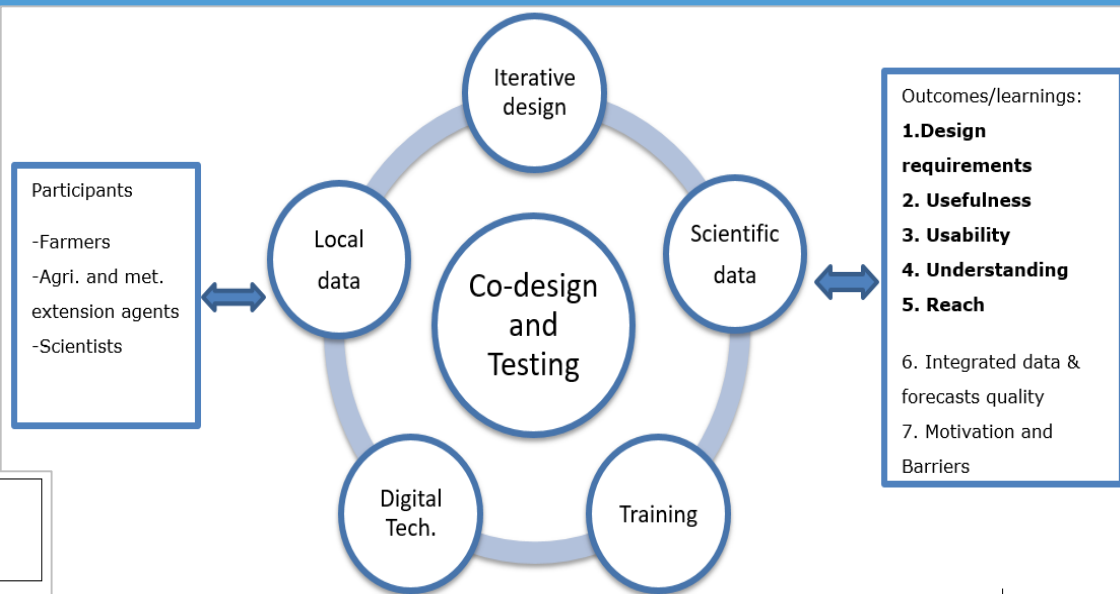 Participants
-Farmers
-Agri. and met.
extension agents
-Scientists
Iterative
design
Local
data
Scientific
data
Co-design
and
Testing
Digital
Tech.
Training
Outcomes/learnings:
1.Design
requirements
2. Usefulness
3. Usability
4. Understanding
5. Reach
6. Integrated data &
forecasts quality
7. Motivation and
Barriers